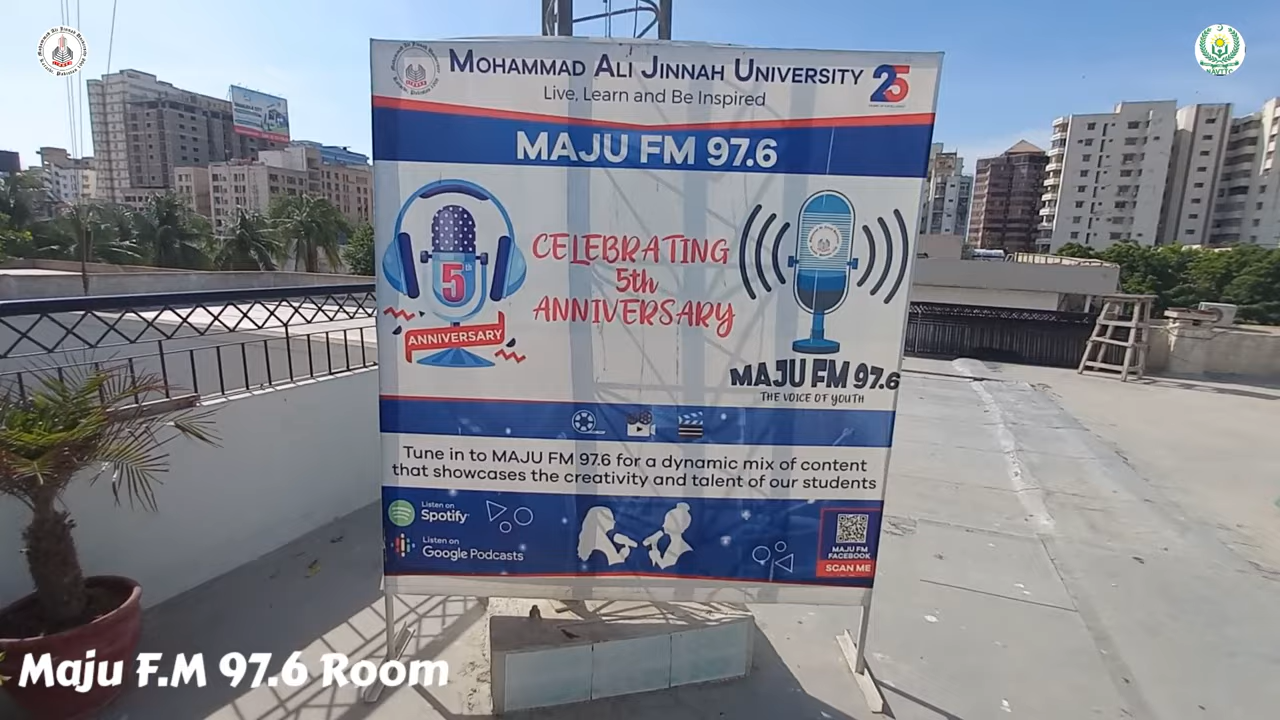 MOHAMMAD ALI JINNAH UNIVERSITY
Live, Learn and Be Inspired
25
MAJU FM 97.6
5th
ANNIVERSARY
CELEBRATING
5th
ANNIVERSARY
MAJU FM 97.6
THE VOICE OF YOUTH
Tune in to MAJU FM 97.6 for a dynamic mix of content
that showcases the creativity and talent of our students
Listen on
Spotify
Listen on
Google Podcasts
MAJU FM
FACEBOOK
SCAN ME
NAVTTC
Maju F.M 97.6 Room